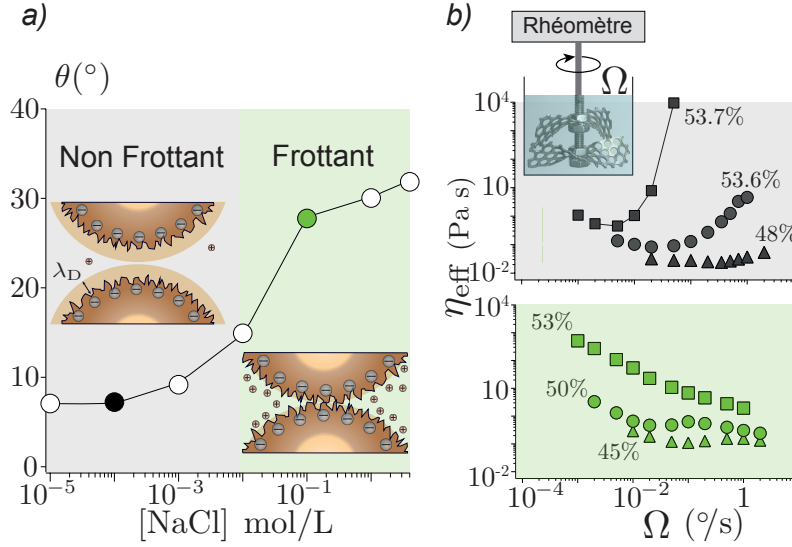 a)
θ(°)
40
30
20
10
0
Non Frottant
Frottant
λD
10⁻⁵
10⁻³
10⁻¹
[NaCl] mol/L
b)
Rhéomètre
Ω
10⁴
10
10⁻²
53.7%
53.6%
48%
ηeff (Pa s)
10⁴
10
10⁻²
53%
50%
45%
10⁻⁴
10⁻²
1
Ω (°/s)